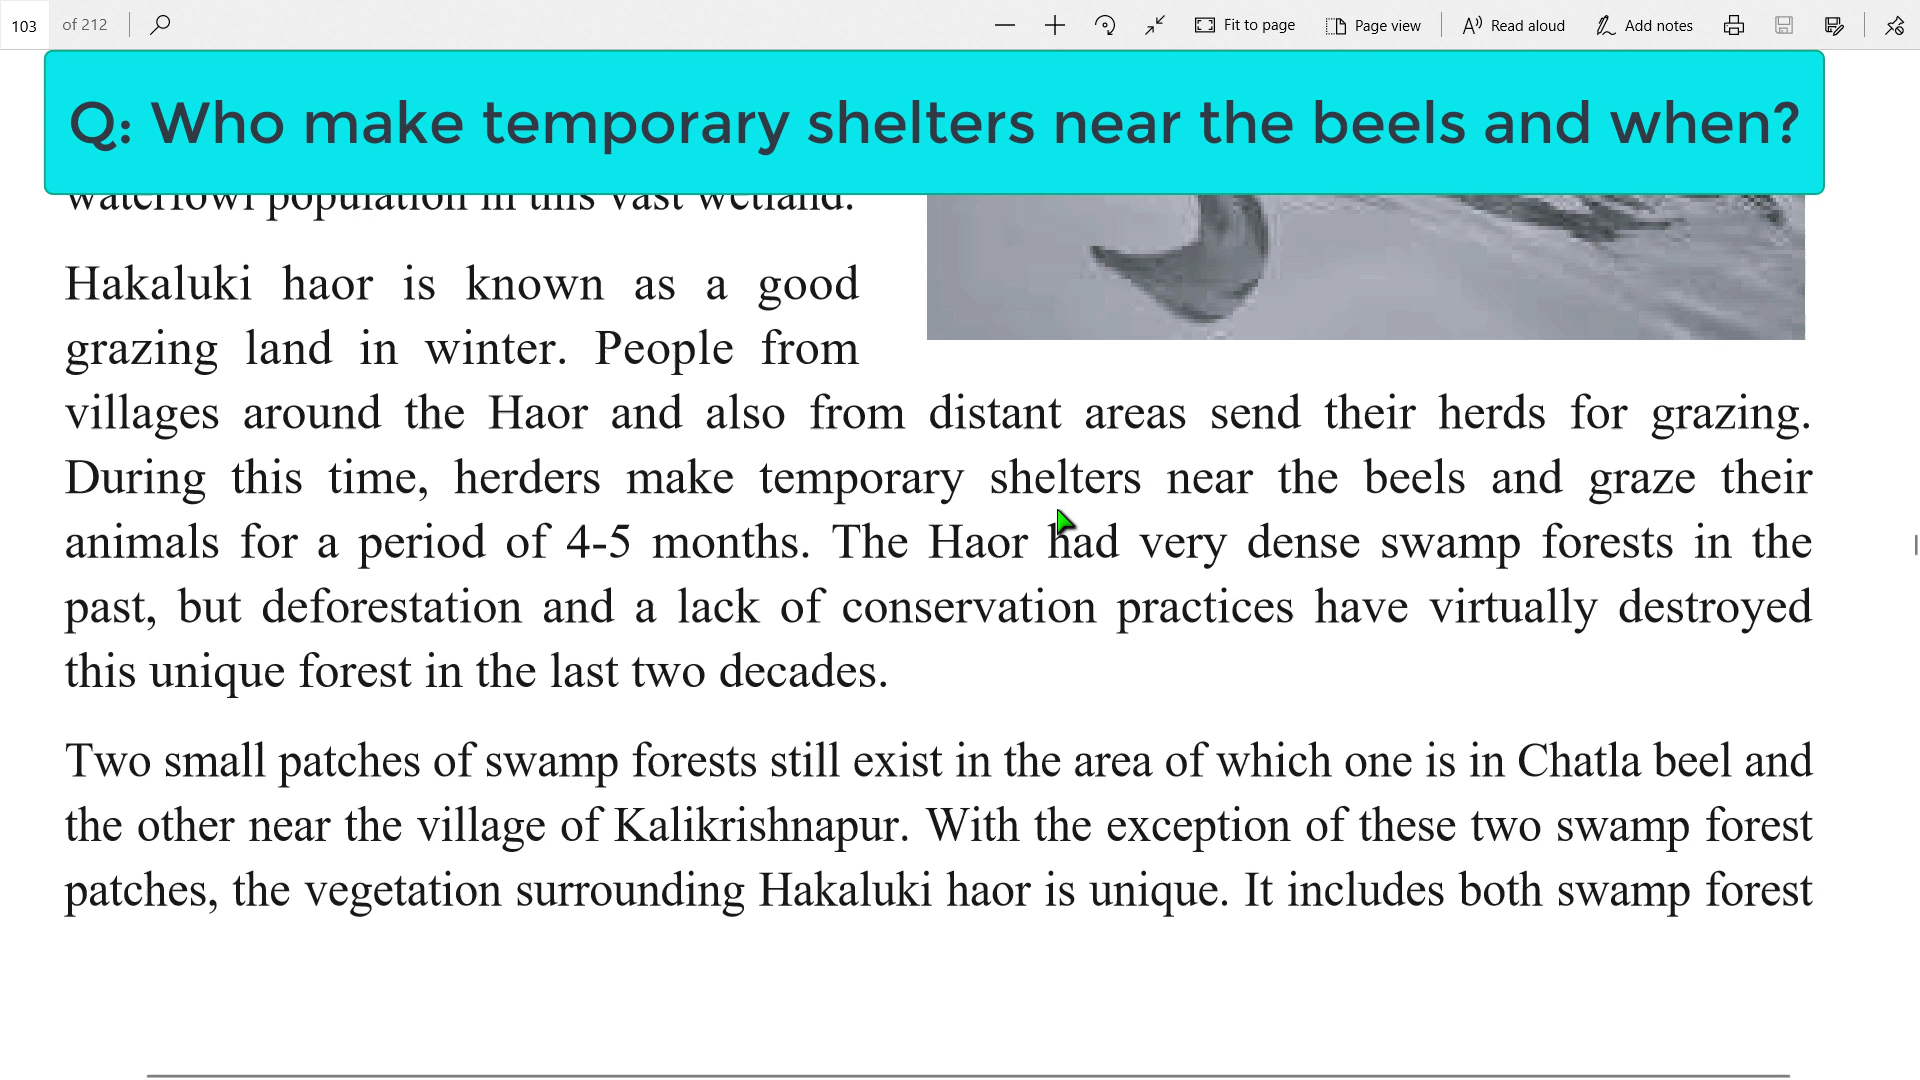 103 of 212 Fit to page Page view Read aloud Add notes
Q: Who make temporary shelters near the beels and when?
waterfowl population in this vast wetland.
Hakaluki haor is known as a good
grazing land in winter. People from
villages around the Haor and also from distant areas send their herds for grazing.
During this time, herders make temporary shelters near the beels and graze their
animals for a period of 4-5 months. The Haor had very dense swamp forests in the
past, but deforestation and a lack of conservation practices have virtually destroyed
this unique forest in the last two decades.
Two small patches of swamp forests still exist in the area of which one is in Chatla beel and
the other near the village of Kalikrishnapur. With the exception of these two swamp forest
patches, the vegetation surrounding Hakaluki haor is unique. It includes both swamp forest